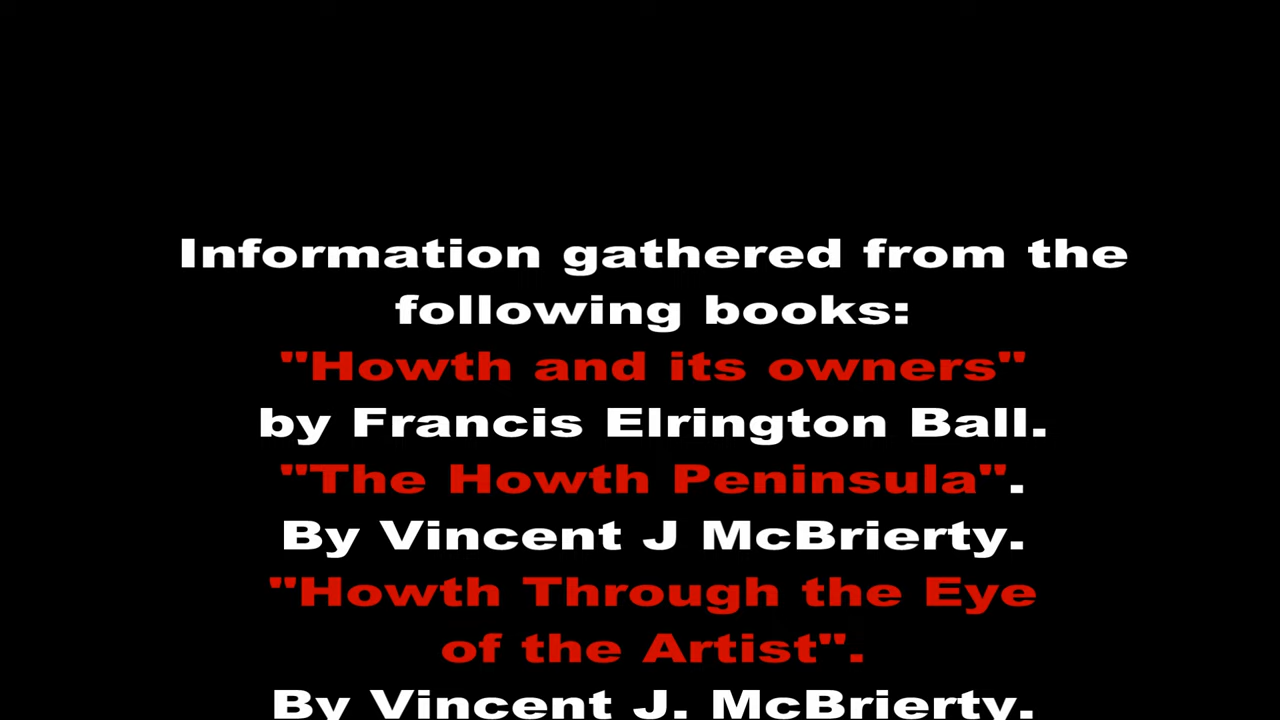 Information gathered from the
following books:
"Howth and its owners"
by Francis Elrington Ball.
"The Howth Peninsula".
By Vincent J McBrierty.
"Howth Through the Eye
of the Artist".
By Vincent J. McBrierty.